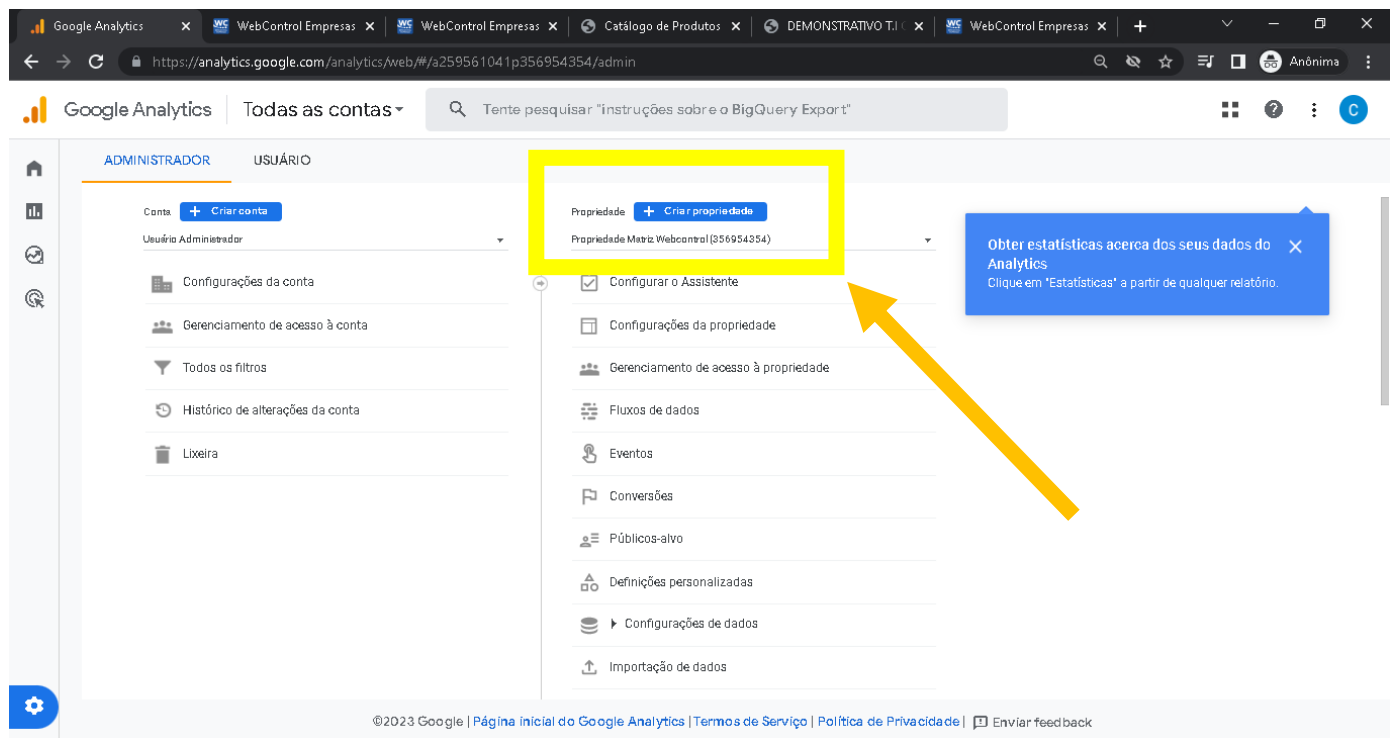 Google Analytics
WebControl Empresas
WebControl Empresas
Catálogo de Produtos
DEMONSTRATIVO T.I
WebControl Empresas
https://analytics.google.com/analytics/web/#/a259561041p356954354/admin
Anônima
Google Analytics
Todas as contas
Tente pesquisar "instruções sobre o BigQuery Export"
C
ADMINISTRADOR
USUÁRIO
Conta
+ Criar conta
Usuário Administrador
Configurações da conta
Gerenciamento de acesso à conta
Todos os filtros
Histórico de alterações da conta
Lixeira
Propriedade
+ Criar propriedade
Propriedade Matriz Webcontrol (356954354)
Configurar o Assistente
Configurações da propriedade
Gerenciamento de acesso à propriedade
Fluxos de dados
Eventos
Conversões
Públicos-alvo
Definições personalizadas
Configurações de dados
Importação de dados
Obter estatísticas acerca dos seus dados do
Analytics
Clique em "Estatísticas" a partir de qualquer relatório.
©2023 Google | Página inicial do Google Analytics | Termos de Serviço | Política de Privacidade | Enviar feedback